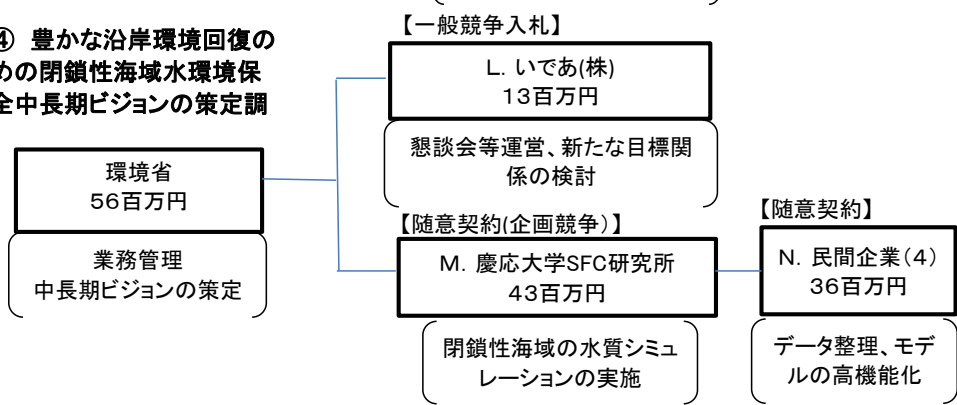 ④ 豊かな沿岸環境回復の
めの閉鎖性海域水環境保
全中長期ビジョンの策定調
環境省
56百万円
業務管理
中長期ビジョンの策定
【一般競争入札】
L. いであ(株)
13百万円
懇談会等運営、新たな目標関
係の検討
【随意契約(企画競争)】
M. 慶応大学SFC研究所
43百万円
閉鎖性海域の水質シミュ
レーションの実施
【随意契約】
N. 民間企業(4)
36百万円
データ整理、モデ
ルの高機能化